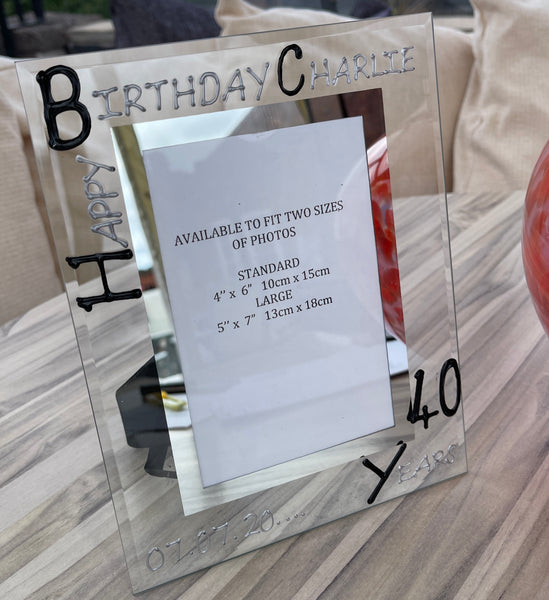 HAPPY
BIRTHDAY CHARLIE
AVAILABLE TO FIT TWO SIZES
OF PHOTOS
STANDARD
4’’ x 6” 10cm x 15cm
LARGE
5’’ x 7” 13cm x 18cm
40
YEARS
07.07.20....